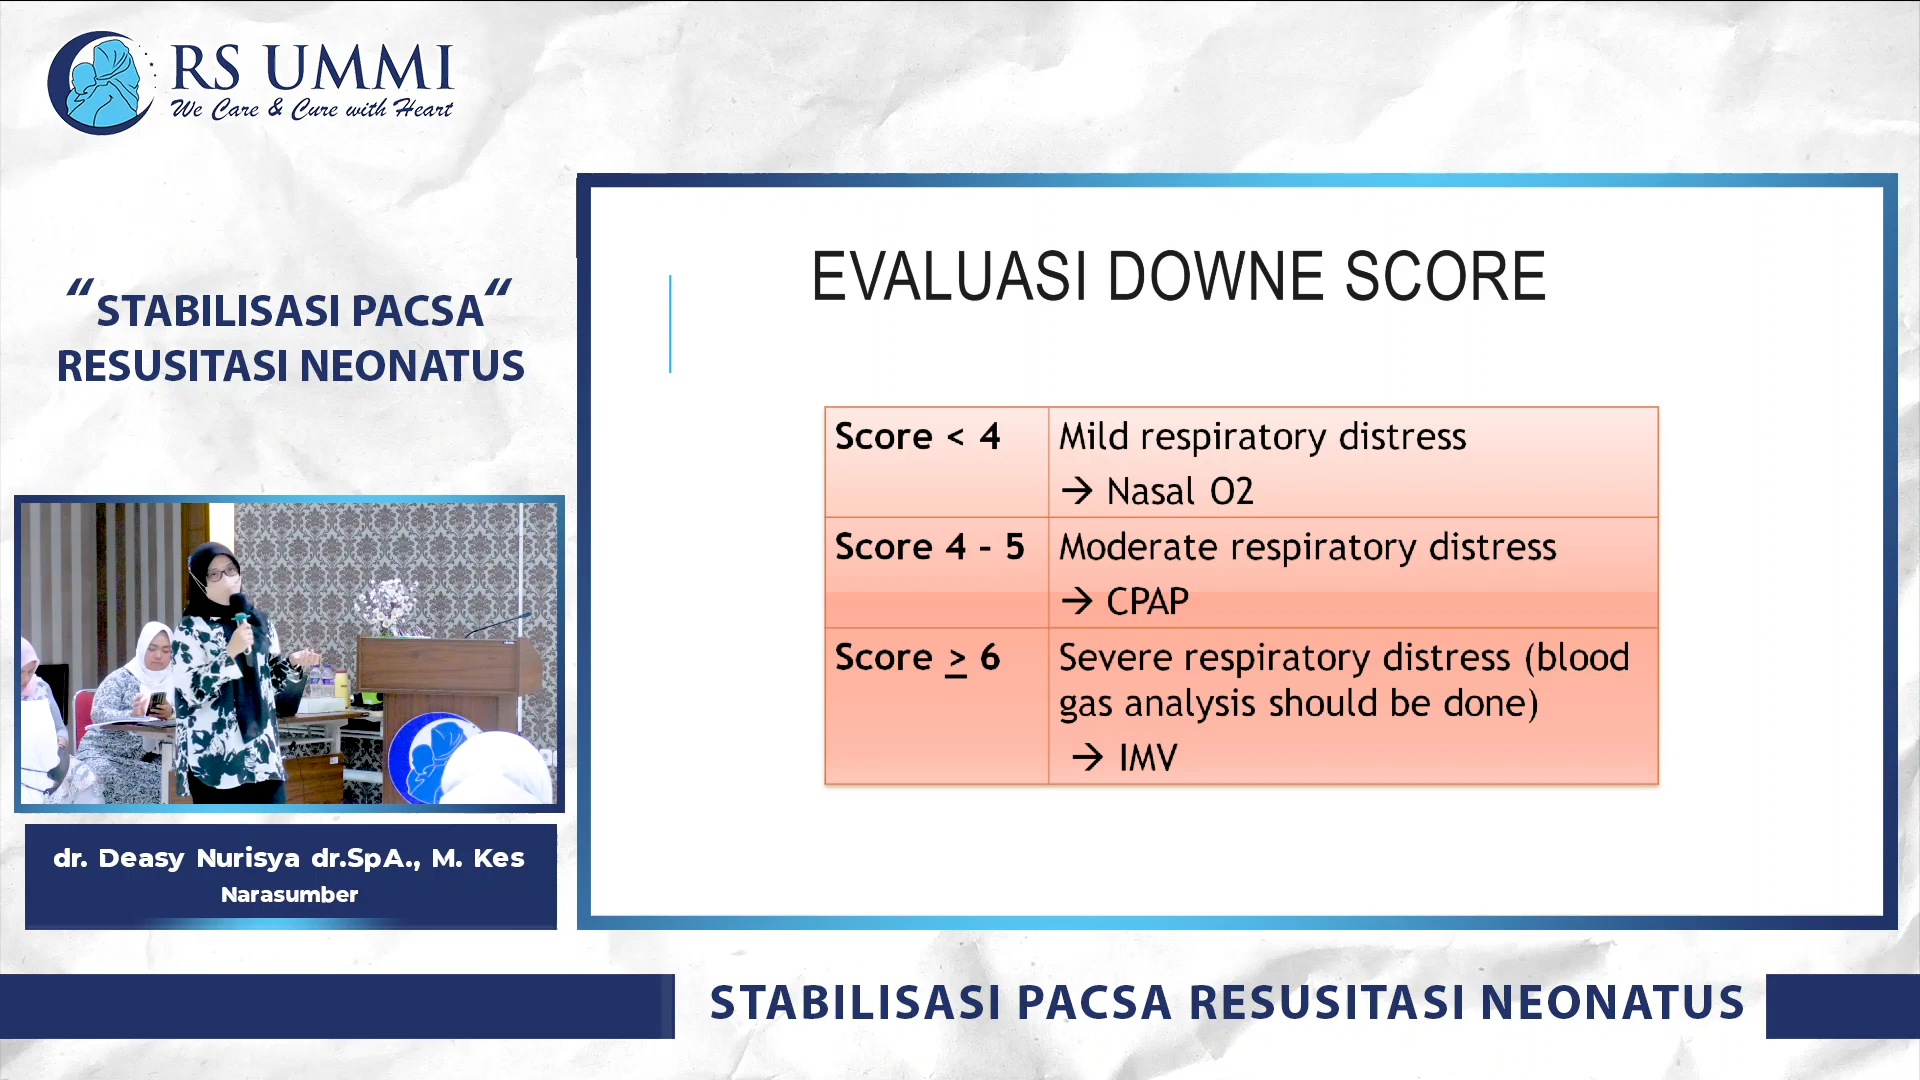 RS UMMI
We Care & Cure with Heart
“STABILISASI PACSA“
RESUSITASI NEONATUS
EVALUASI DOWNE SCORE
Score < 4
Mild respiratory distress
→ Nasal O2
Score 4 - 5
Moderate respiratory distress
→ CPAP
Score ≥ 6
Severe respiratory distress (blood
gas analysis should be done)
→ IMV
dr. Deasy Nurisya dr.SpA., M. Kes
Narasumber
STABILISASI PACSA RESUSITASI NEONATUS